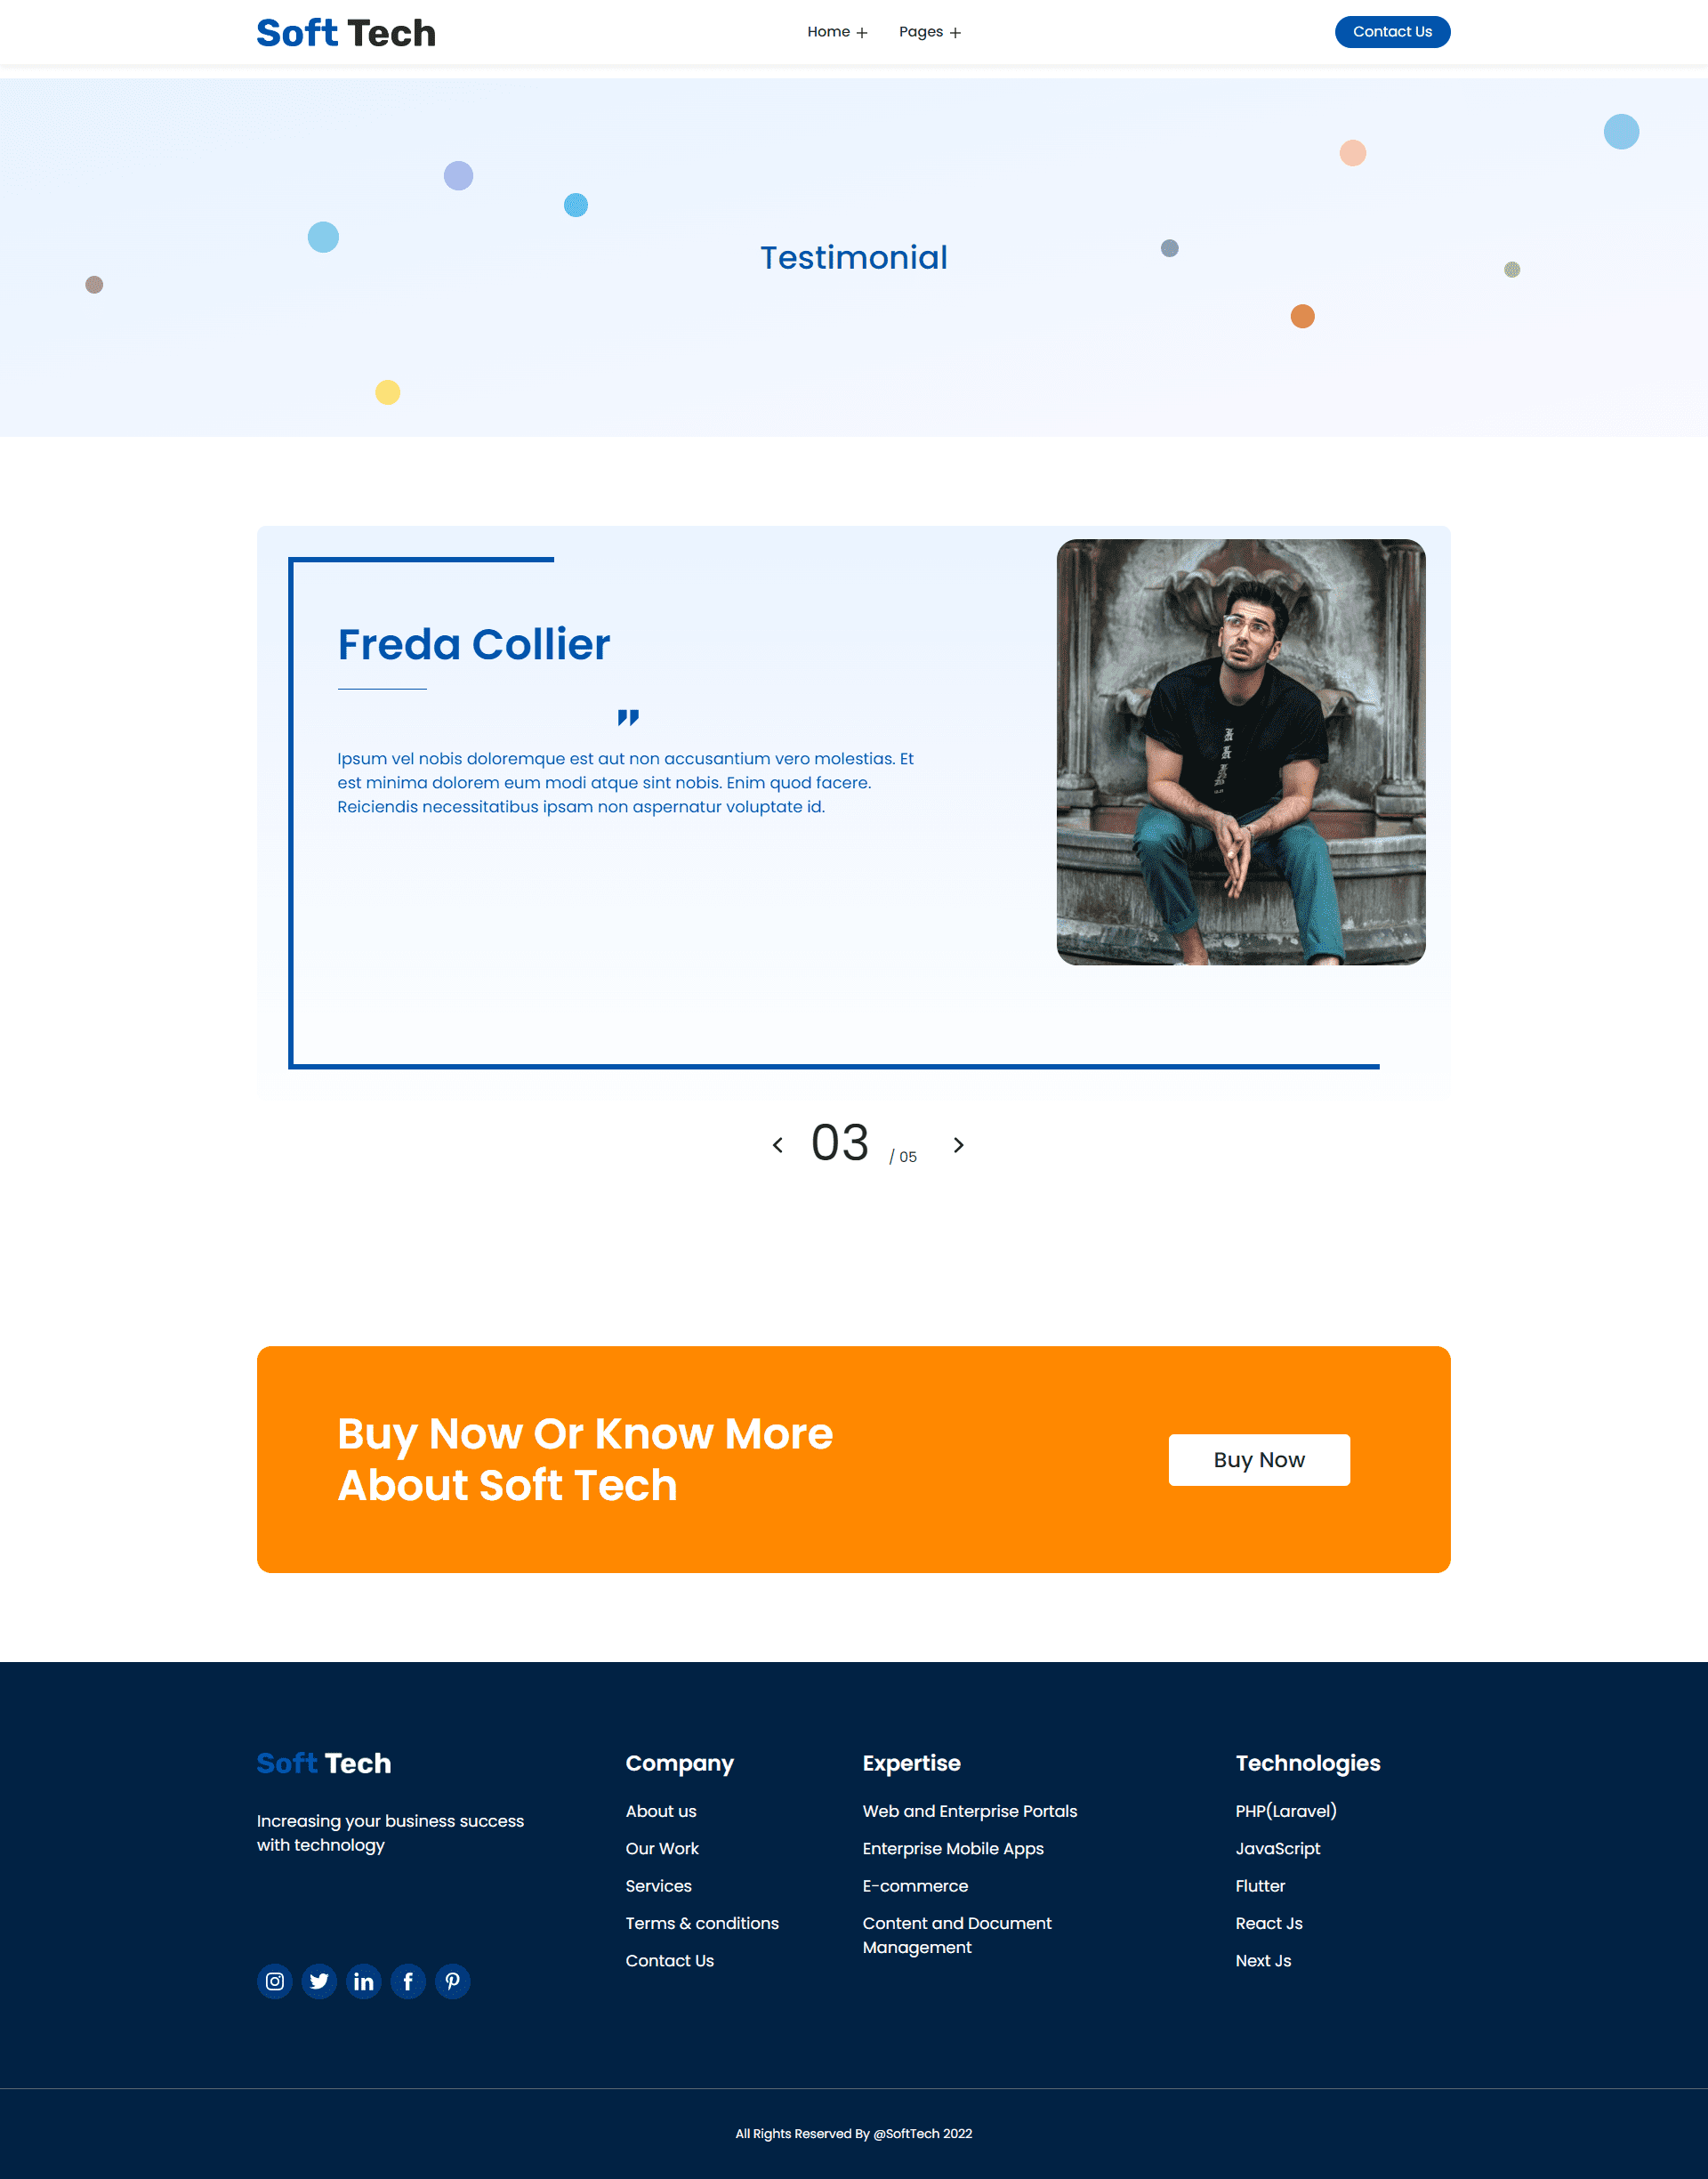 Soft Tech
Home +
Pages +
Contact Us
Testimonial
Freda Collier
Ipsum vel nobis doloremque est aut non accusantium vero molestias. Et
est minima dolorem eum modi atque sint nobis. Enim quod facere.
Reiciendis necessitatibus ipsam non aspernatur voluptate id.
03 / 05
Buy Now Or Know More
About Soft Tech
Buy Now
Soft Tech
Increasing your business success
with technology
Company
About us
Our Work
Services
Terms & conditions
Contact Us
Expertise
Web and Enterprise Portals
Enterprise Mobile Apps
E-commerce
Content and Document
Management
Technologies
PHP(Laravel)
JavaScript
Flutter
React Js
Next Js
All Rights Reserved By @SoftTech 2022